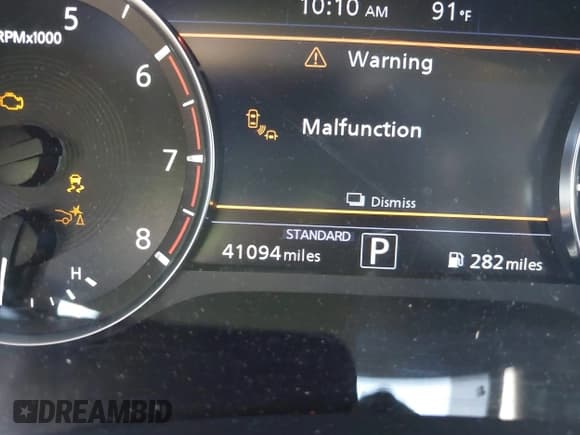 10:10 AM 91°F
5
RPMx1000
Warning
6
Malfunction
7
Dismiss
8
STANDARD
41094 miles P 282 miles
H
DREAMBID